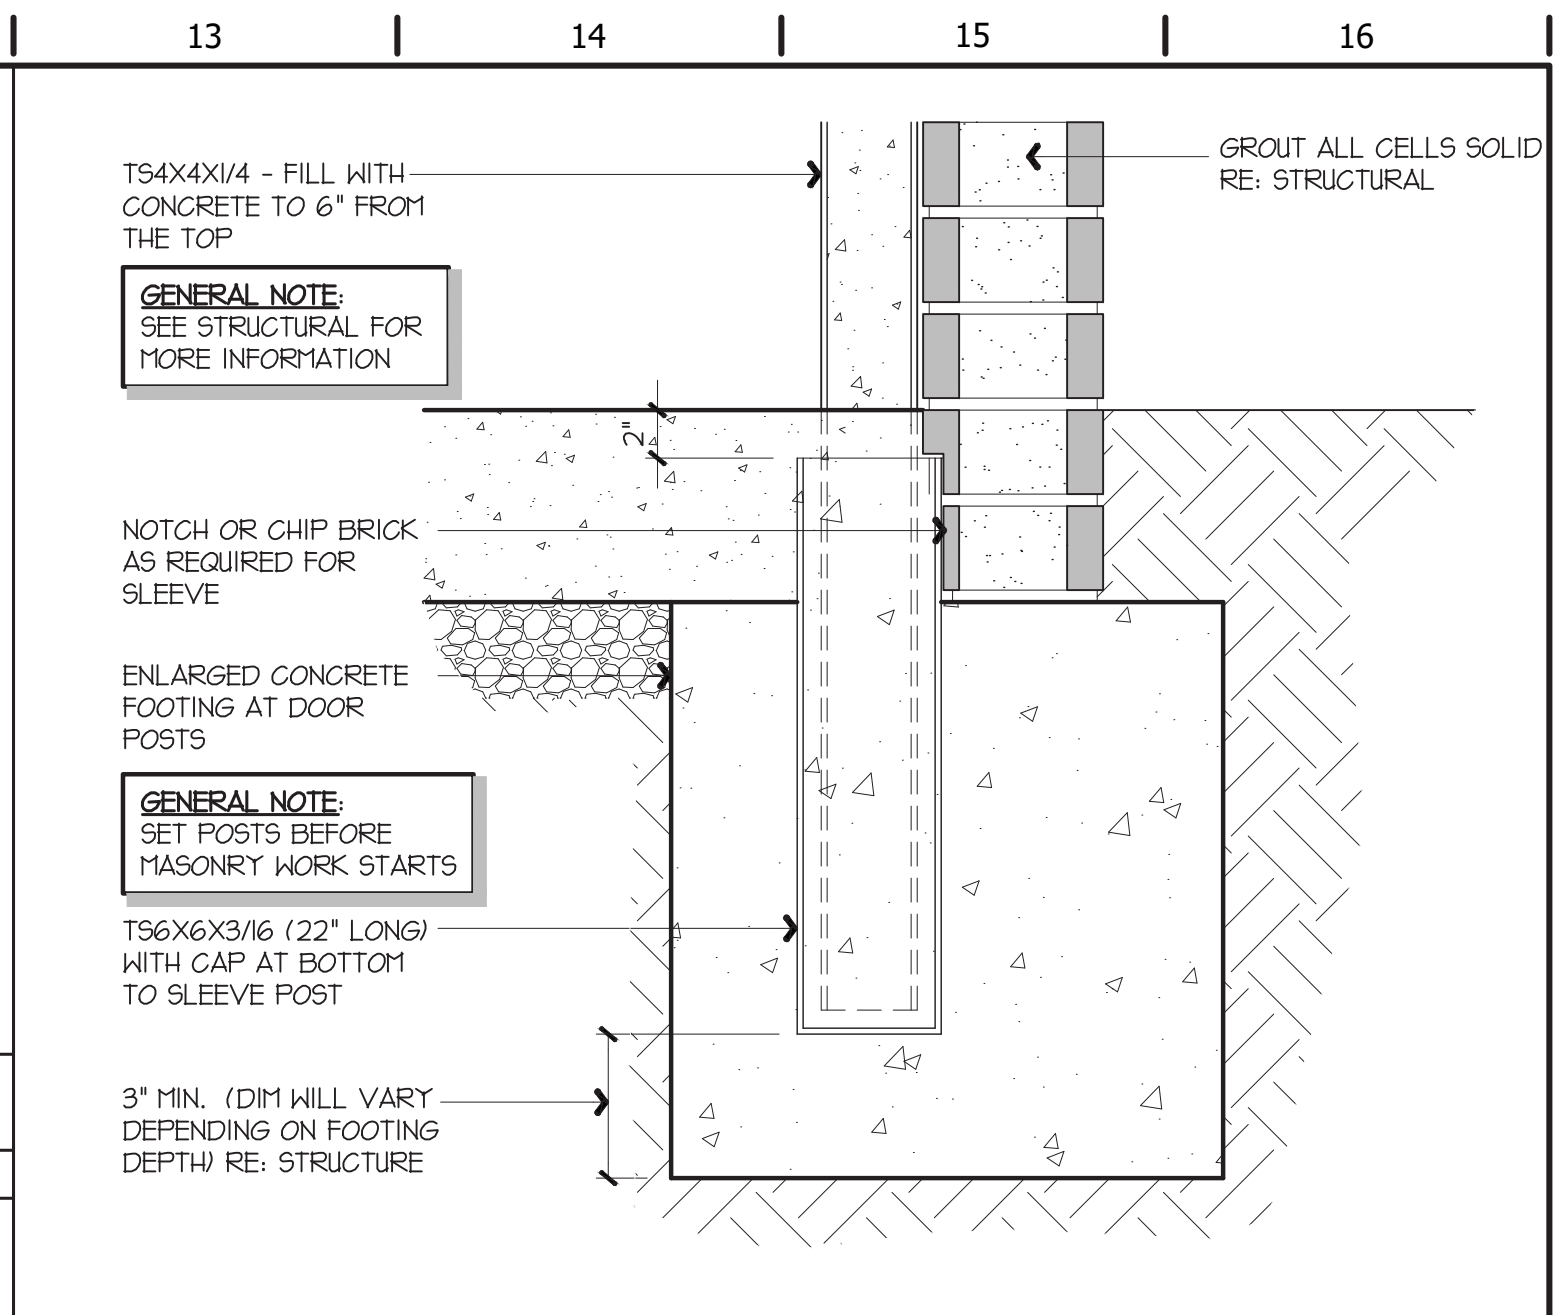 13 14 15 16
TS4X4X1/4 - FILL WITH
CONCRETE TO 6" FROM
THE TOP
GROUT ALL CELLS SOLID
RE: STRUCTURAL
GENERAL NOTE:
SEE STRUCTURAL FOR
MORE INFORMATION
2"
NOTCH OR CHIP BRICK
AS REQUIRED FOR
SLEEVE
ENLARGED CONCRETE
FOOTING AT DOOR
POSTS
GENERAL NOTE:
SET POSTS BEFORE
MASONRY WORK STARTS
TS6X6X3/16 (22" LONG)
WITH CAP AT BOTTOM
TO SLEEVE POST
3" MIN. (DIM WILL VARY
DEPENDING ON FOOTING
DEPTH) RE: STRUCTURE